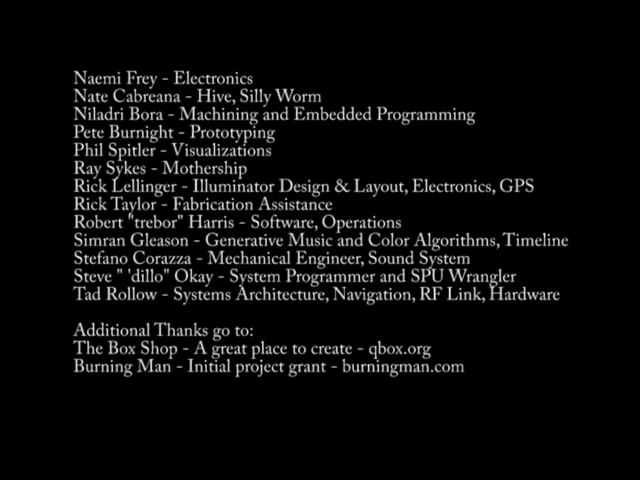 Naemi Frey - Electronics
Nate Cabreana - Hive, Silly Worm
Niladri Bora - Machining and Embedded Programming
Pete Burnight - Prototyping
Phil Spitler - Visualizations
Ray Sykes - Mothership
Rick Lellinger - Illuminator Design & Layout, Electronics, GPS
Rick Taylor - Fabrication Assistance
Robert "trebor" Harris - Software, Operations
Simran Gleason - Generative Music and Color Algorithms, Timeline
Stefano Corazza - Mechanical Engineer, Sound System
Steve " 'dillo" Okay - System Programmer and SPU Wrangler
Tad Rollow - Systems Architecture, Navigation, RF Link, Hardware
Additional Thanks go to:
The Box Shop - A great place to create - qbox.org
Burning Man - Initial project grant - burningman.com